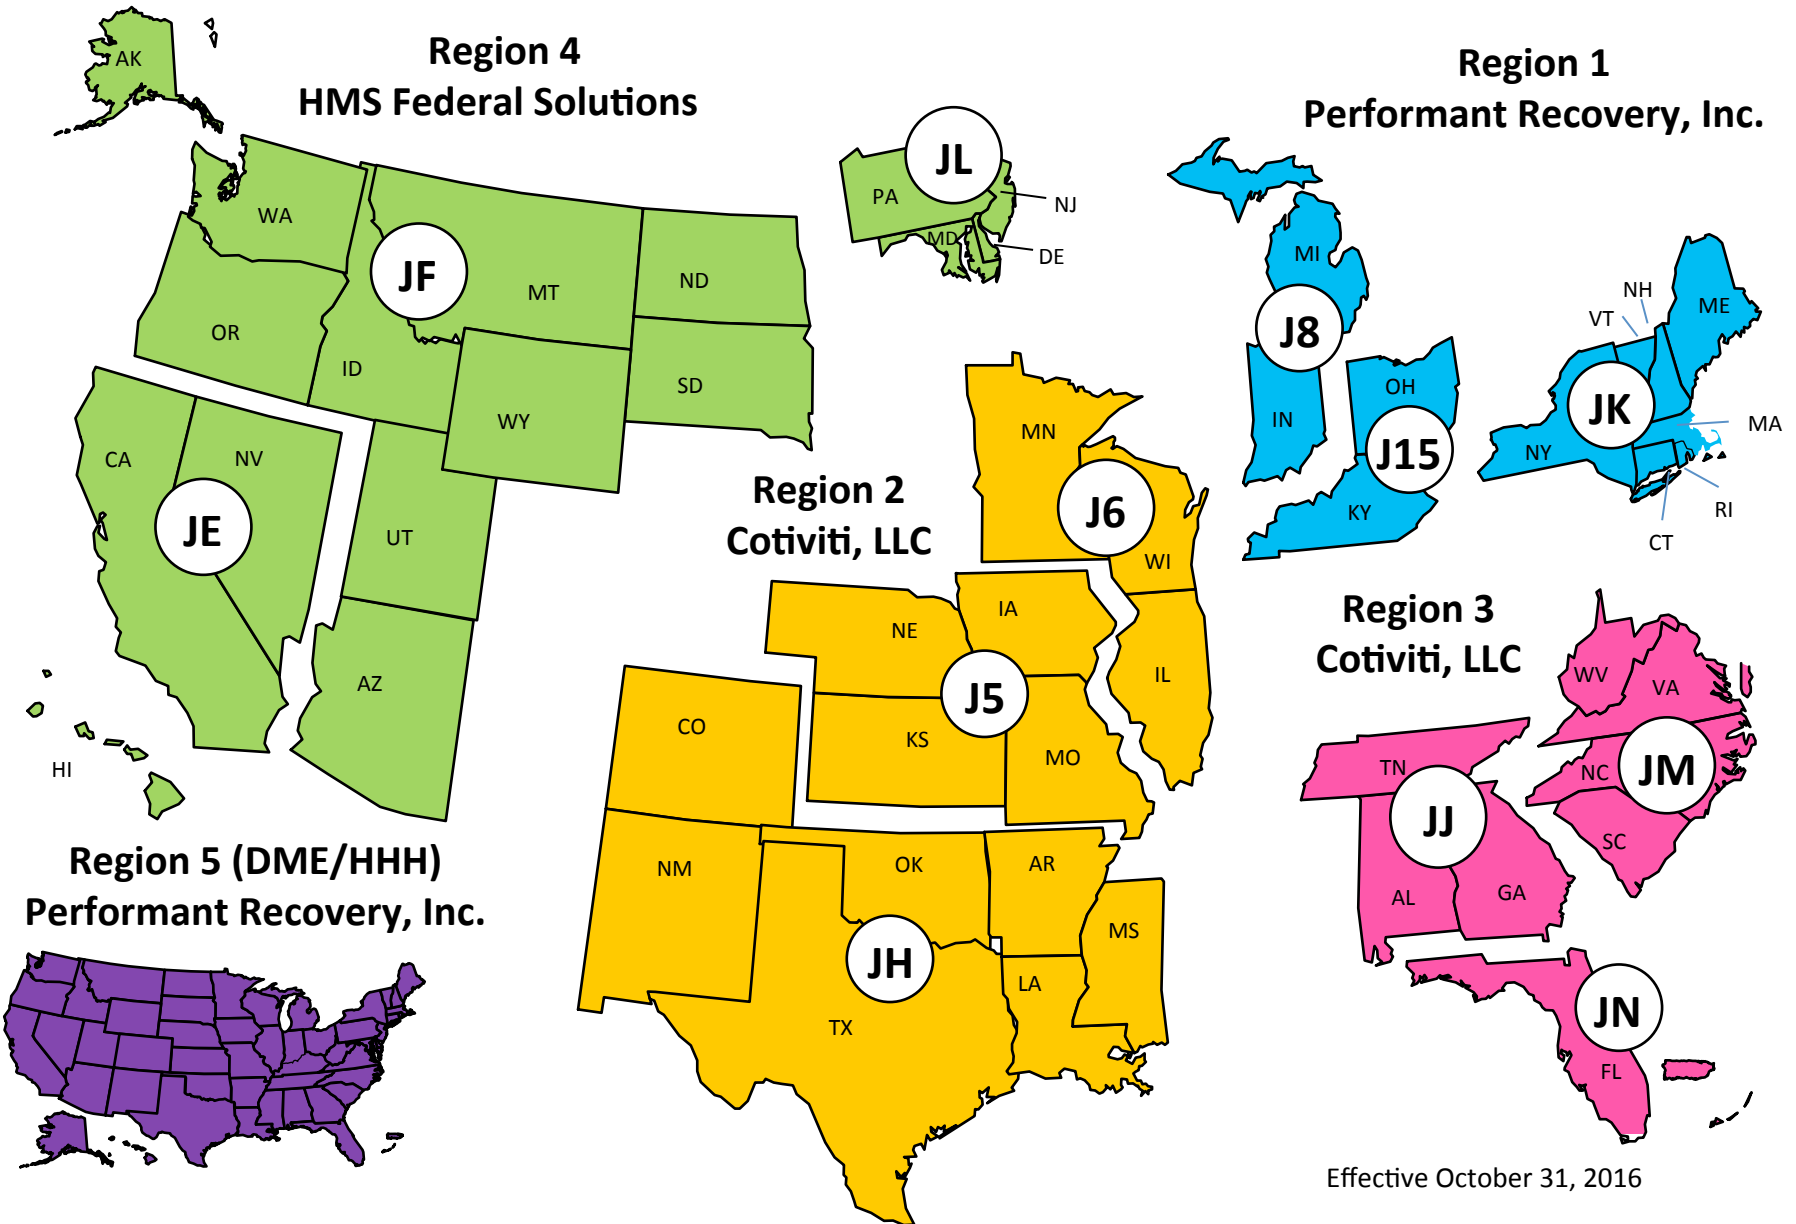 Region 4
HMS Federal Solutions
AK
WA
OR
ID
MT
ND
SD
WY
JF
CA
NV
JE
UT
AZ
HI
JL
PA
NJ
MD
DE
Region 1
Performant Recovery, Inc.
MI
J8
IN
OH
J15
KY
NH
VT
ME
JK
NY
MA
RI
CT
Region 2
Cotiviti, LLC
MN
J6
WI
IA
NE
IL
J5
KS
MO
CO
NM
OK
AR
MS
JH
LA
TX
Region 3
Cotiviti, LLC
WV
VA
NC
JM
SC
TN
JJ
AL
GA
JN
FL
Region 5 (DME/HHH)
Performant Recovery, Inc.
Effective October 31, 2016